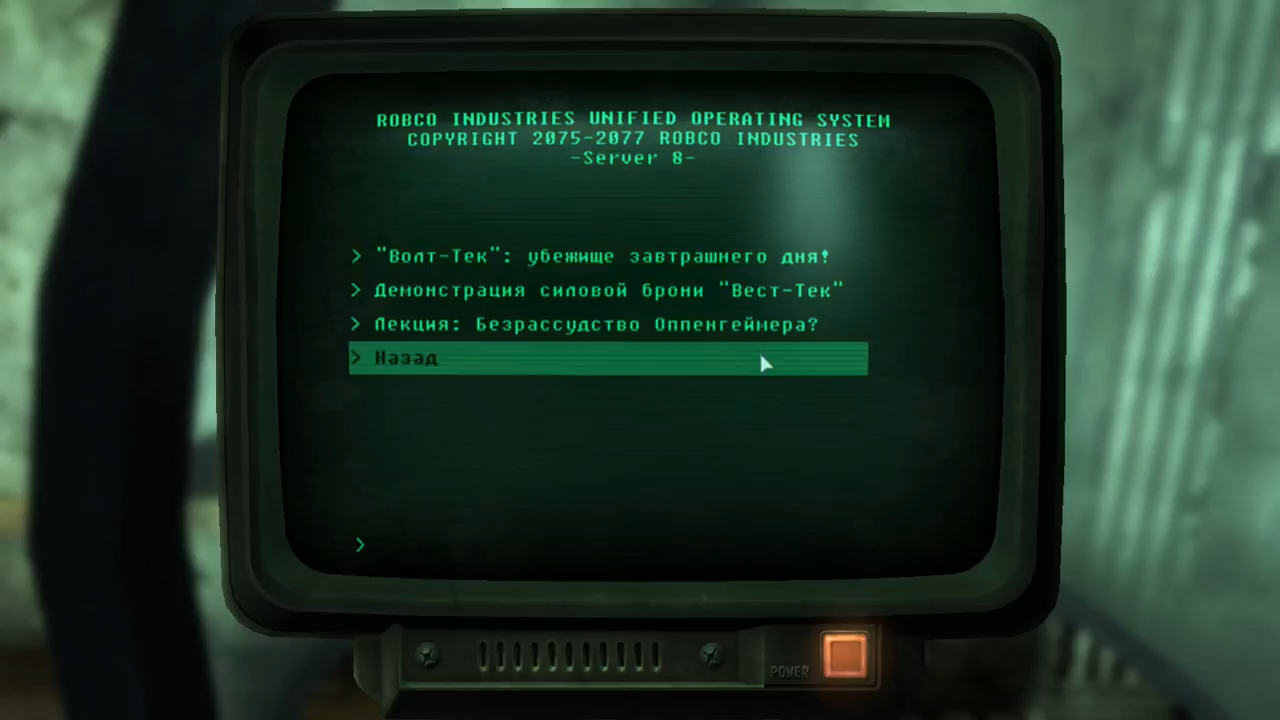 ROBCO INDUSTRIES UNIFIED OPERATING SYSTEM
COPYRIGHT 2075-2077 ROBCO INDUSTRIES
-Server 8-
> "Волт-Тек": убежище завтрашнего дня!
> Демонстрация силовой брони "Вест-Тек"
> Лекция: Безрассудство Оппенгеймера?
> Назад
>
POWER